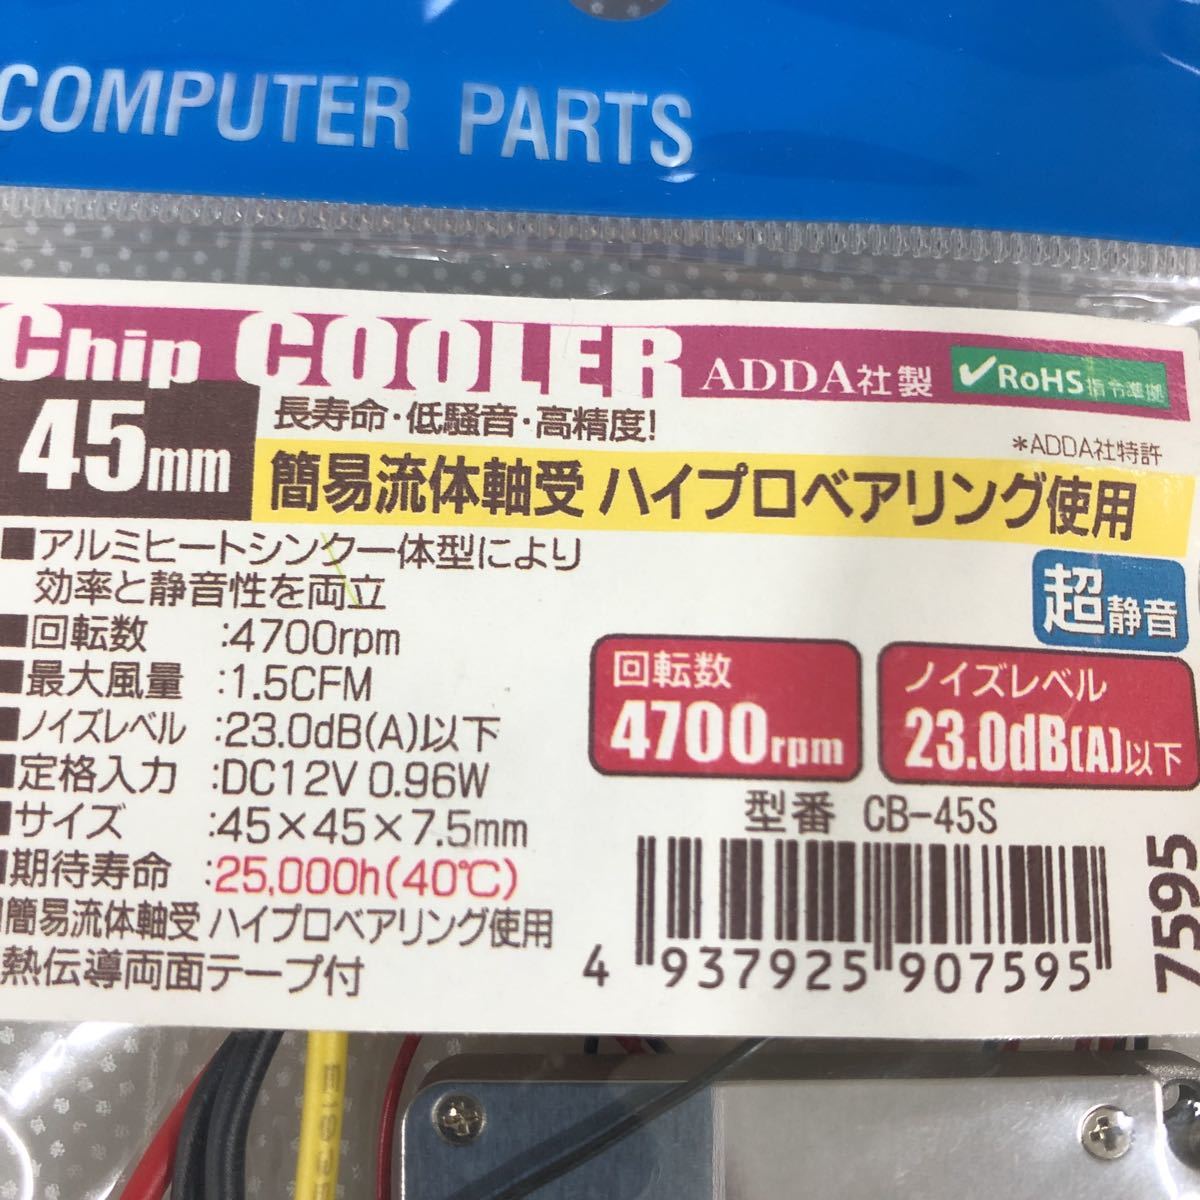 COMPUTER PARTS
Chip COOLER ADDA社製 ✓RoHS指令準拠
45mm
長寿命・低騒音・高精度!
*ADDA社特許
簡易流体軸受 ハイプロベアリング使用
■アルミヒートシンク一体型により
効率と静音性を両立
■回転数 :4700rpm
■最大風量 :1.5CFM
■ノイズレベル :23.0dB(A)以下
■定格入力 :DC12V 0.96W
■サイズ :45×45×7.5mm
■期待寿命 :25,000h(40℃)
■簡易流体軸受 ハイプロベアリング使用
熱伝導両面テープ付
超静音
回転数
4700rpm
ノイズレベル
23.0dB(A)以下
型番 CB-45S
4 937925 907595
7595